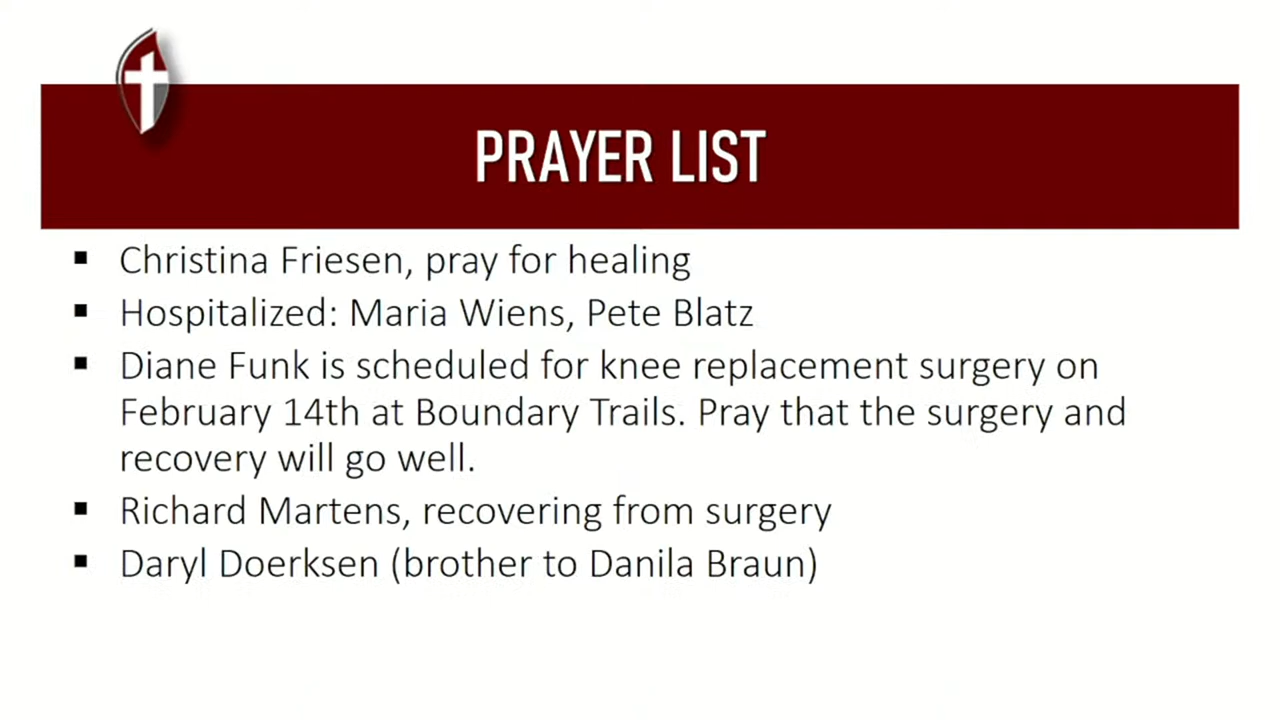 PRAYER LIST
▪ Christina Friesen, pray for healing
▪ Hospitalized: Maria Wiens, Pete Blatz
▪ Diane Funk is scheduled for knee replacement surgery on
February 14th at Boundary Trails. Pray that the surgery and
recovery will go well.
▪ Richard Martens, recovering from surgery
▪ Daryl Doerksen (brother to Danila Braun)